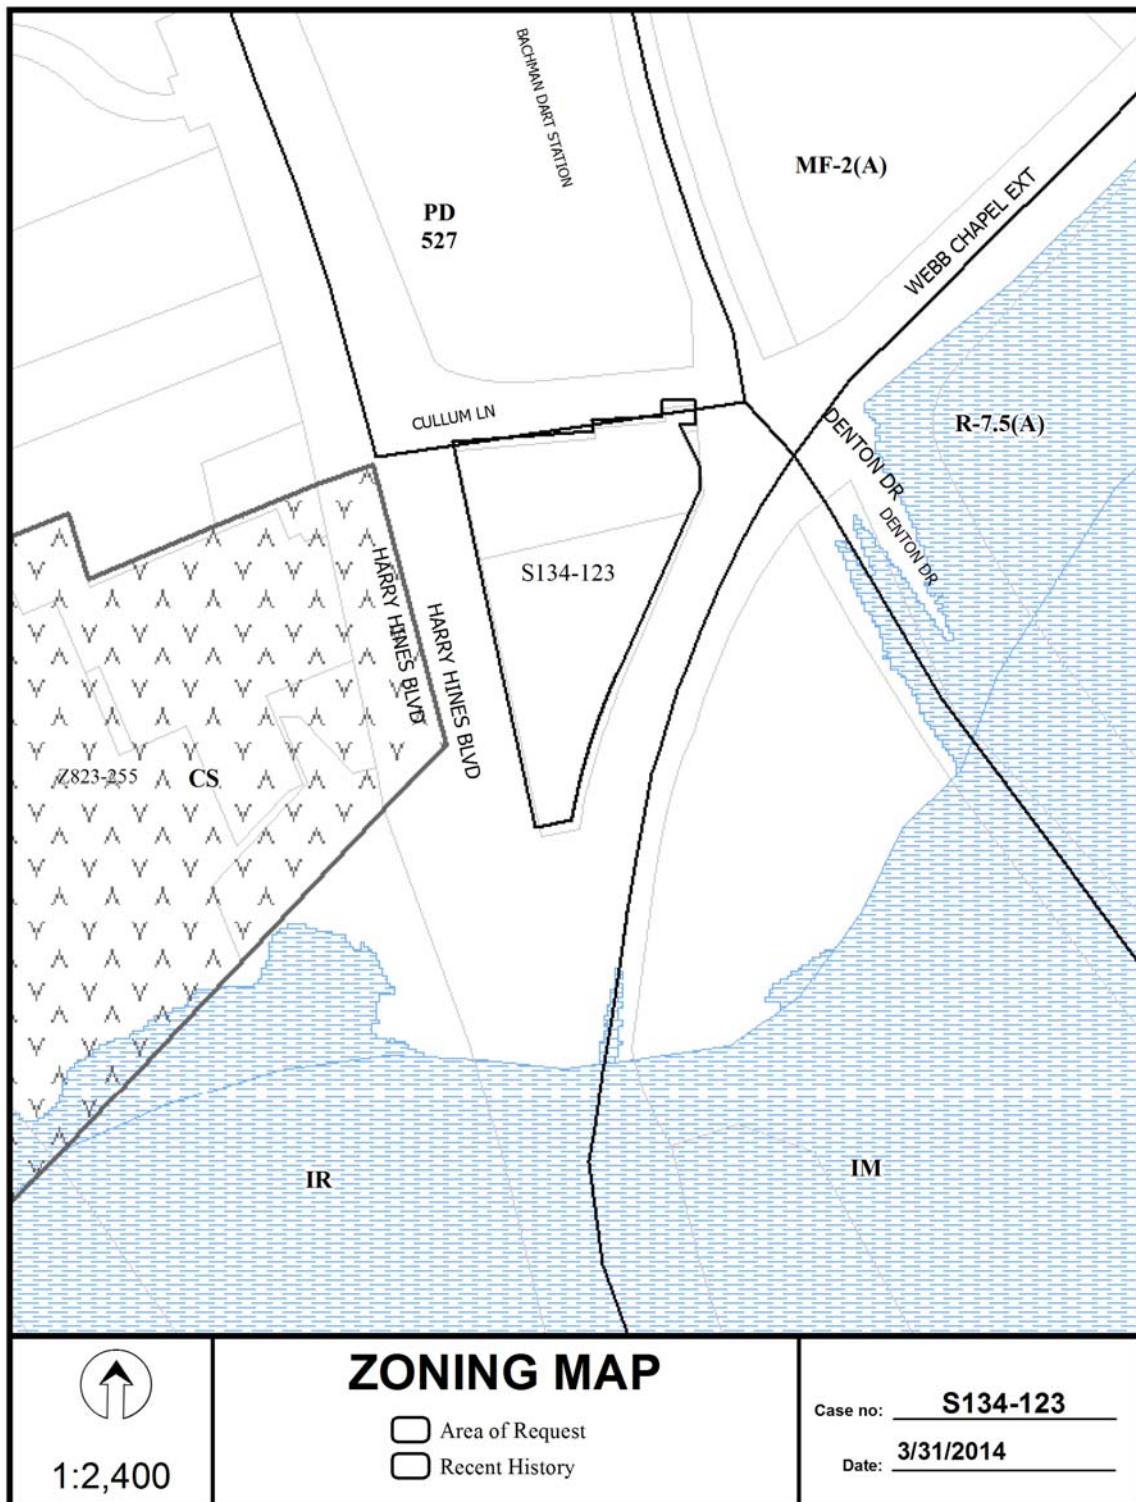 BACHMAN DART STATION
MF-2(A)
PD
527
WEBB CHAPEL EXT
CULLUM LN
DENTON DR
R-7.5(A)
DENTON DR
S134-123
HARRY HINES BLVD
HARRY HINES BLVD
Z823-255
CS
IR
IM
1:2,400
ZONING MAP
Area of Request
Recent History
Case no: S134-123
Date: 3/31/2014